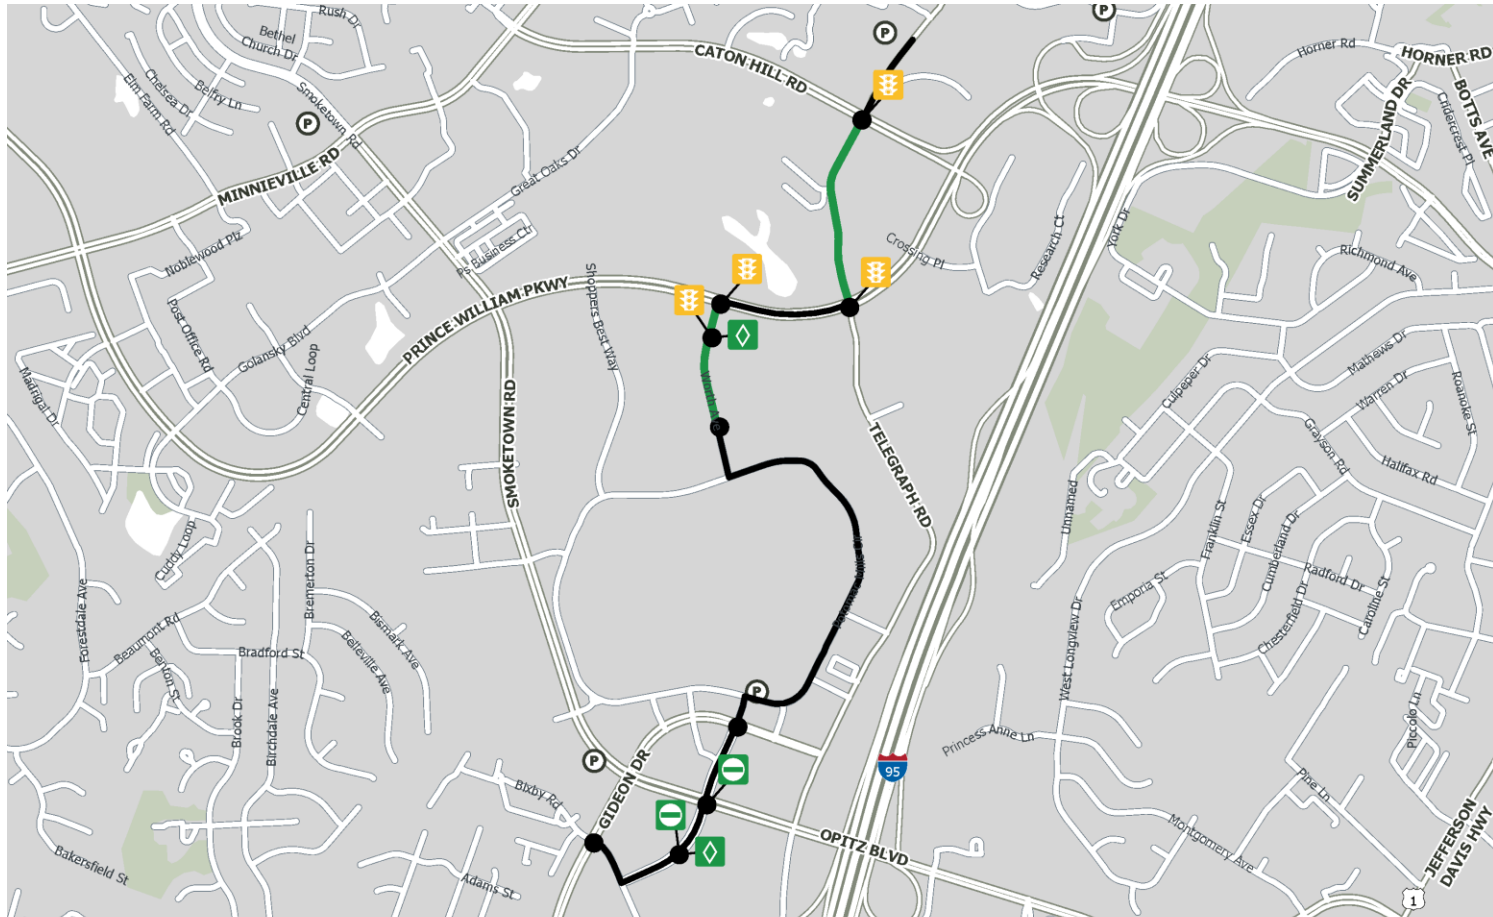 Rush Dr
P
P
Bethel
Church Dr
CATON HILL RD
Horner Rd
HORNER RD
Chelsea Dr
Belfry Ln
Elm Farm Rd
Smoketown Rd
P
SUMMERLAND DR
BOTTS AVE
Cridercrest Pl
MINNIEVILLE RD
Great Oaks Dr
Noblewood Plz
Ps Business Ctr
Crossing Pl
Research Ct
York Dr
Richmond Ave
PRINCE WILLIAM PKWY
Shoppers Best Way
Post Office Rd
Golansky Blvd
Central Loop
Madrigal Dr
Worth Ave
Culpeper Dr
Mathews Dr
Warren Dr
Roanoke St
SMOKETOWN RD
TELEGRAPH RD
Grayson Rd
Halifax Rd
Unnamed
Franklin St
Essex Dr
Cumberland Dr
Cuddy Loop
Bremerton Dr
Forestdale Ave
Beaumont Rd
Bismark Ave
Belleville Ave
Bradford St
Benton St
Brook Dr
Birchdale Ave
Emporia St
Radford Dr
Caroline St
Chesterfield Dr
West Longview Dr
P
Princess Anne Ln
Piccolo Ln
P
GIDEON DR
Bixby Rd
95
Pine Ln
OPITZ BLVD
Montgomery Ave
JEFFERSON
DAVIS HWY
Bakersfield St
Adams St
1